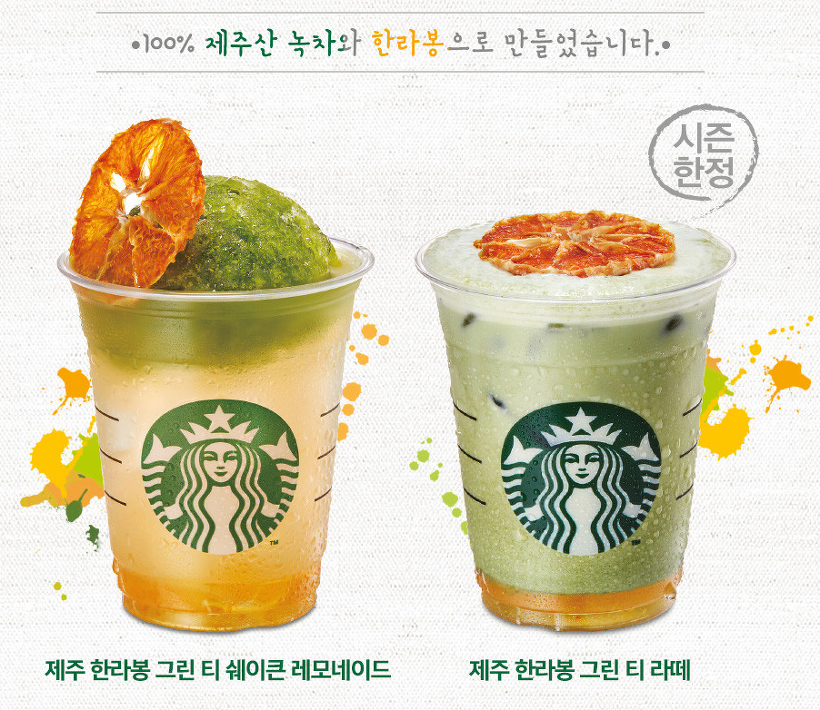 •100% 제주산 녹차와 한라봉으로 만들었습니다.•
시즌
한정
TM
TM
제주 한라봉 그린 티 쉐이큰 레모네이드
제주 한라봉 그린 티 라떼